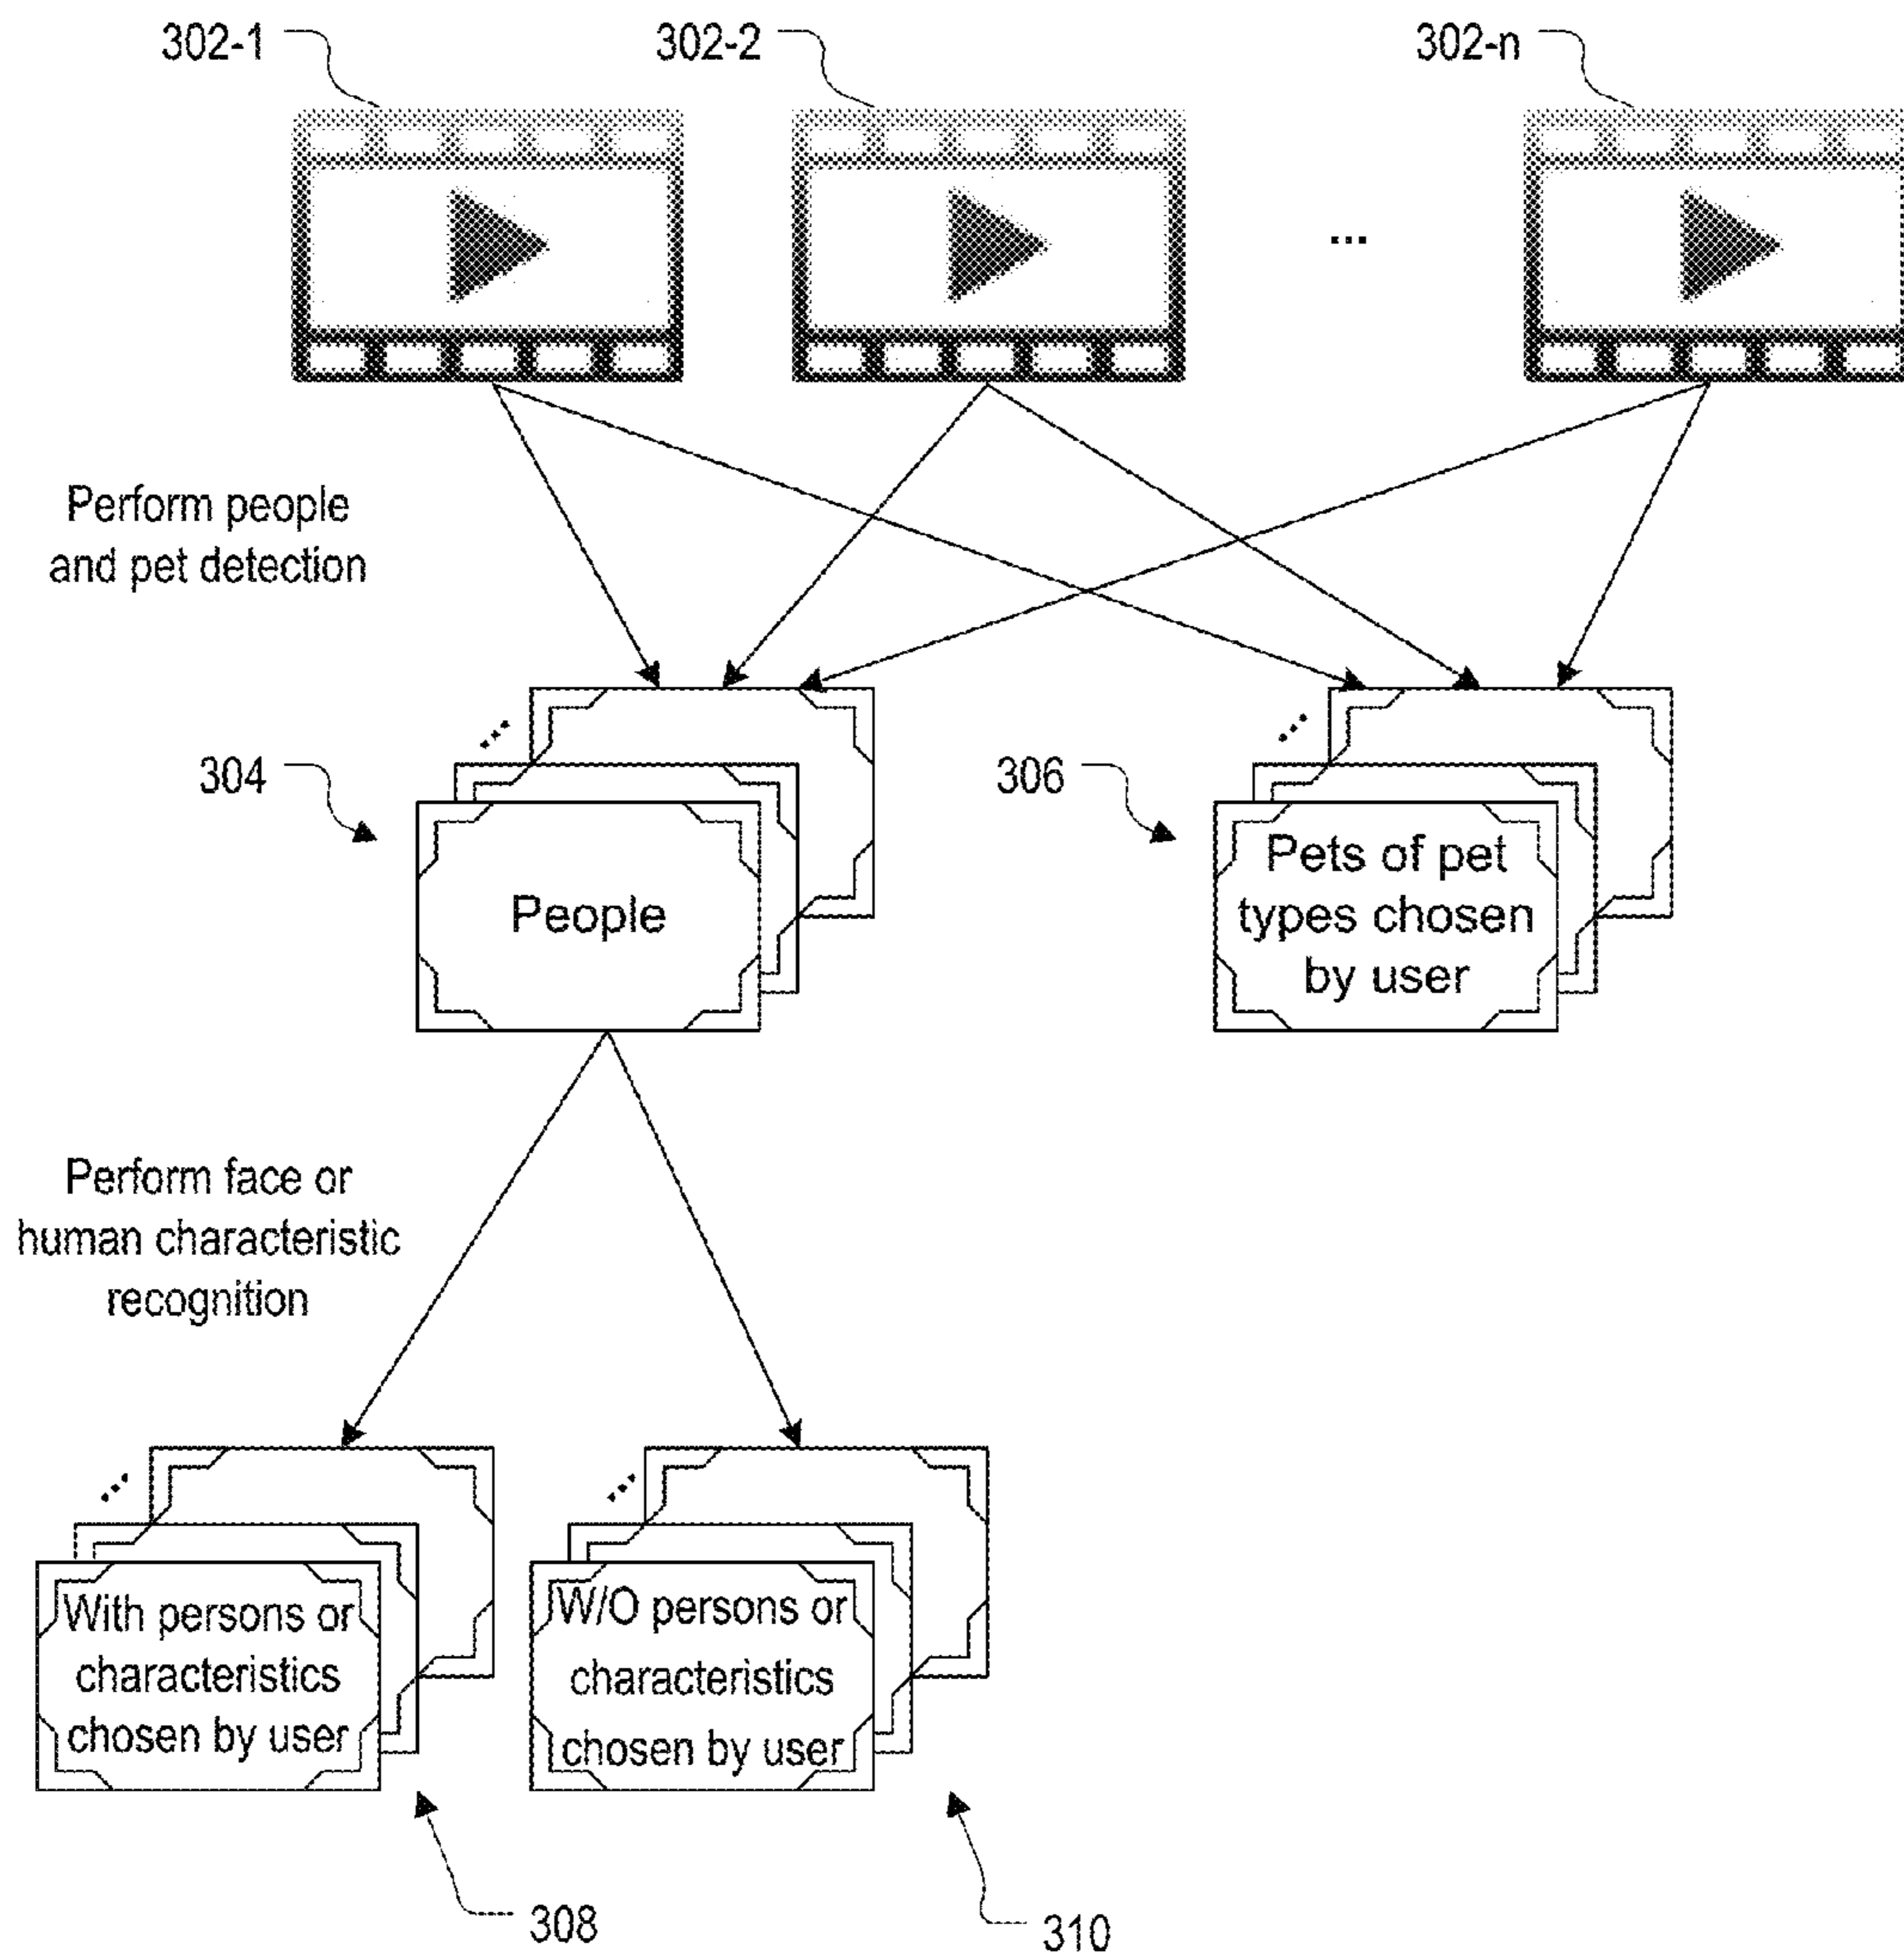 302-1
302-2
302-n
...
Perform people
and pet detection
304
306
People
Pets of pet
types chosen
by user
Perform face or
human characteristic
recognition
With persons or
characteristics
chosen by user
W/O persons or
characteristics
chosen by user
308
310